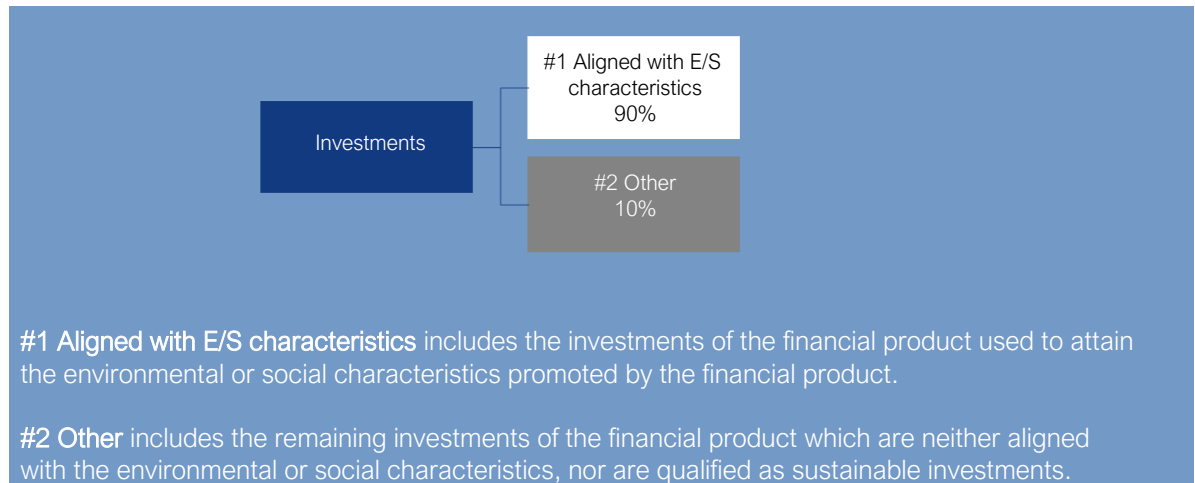 #1 Aligned with E/S
characteristics
90%
Investments
#2 Other
10%
#1 Aligned with E/S characteristics includes the investments of the financial product used to attain
the environmental or social characteristics promoted by the financial product.
#2 Other includes the remaining investments of the financial product which are neither aligned
with the environmental or social characteristics, nor are qualified as sustainable investments.